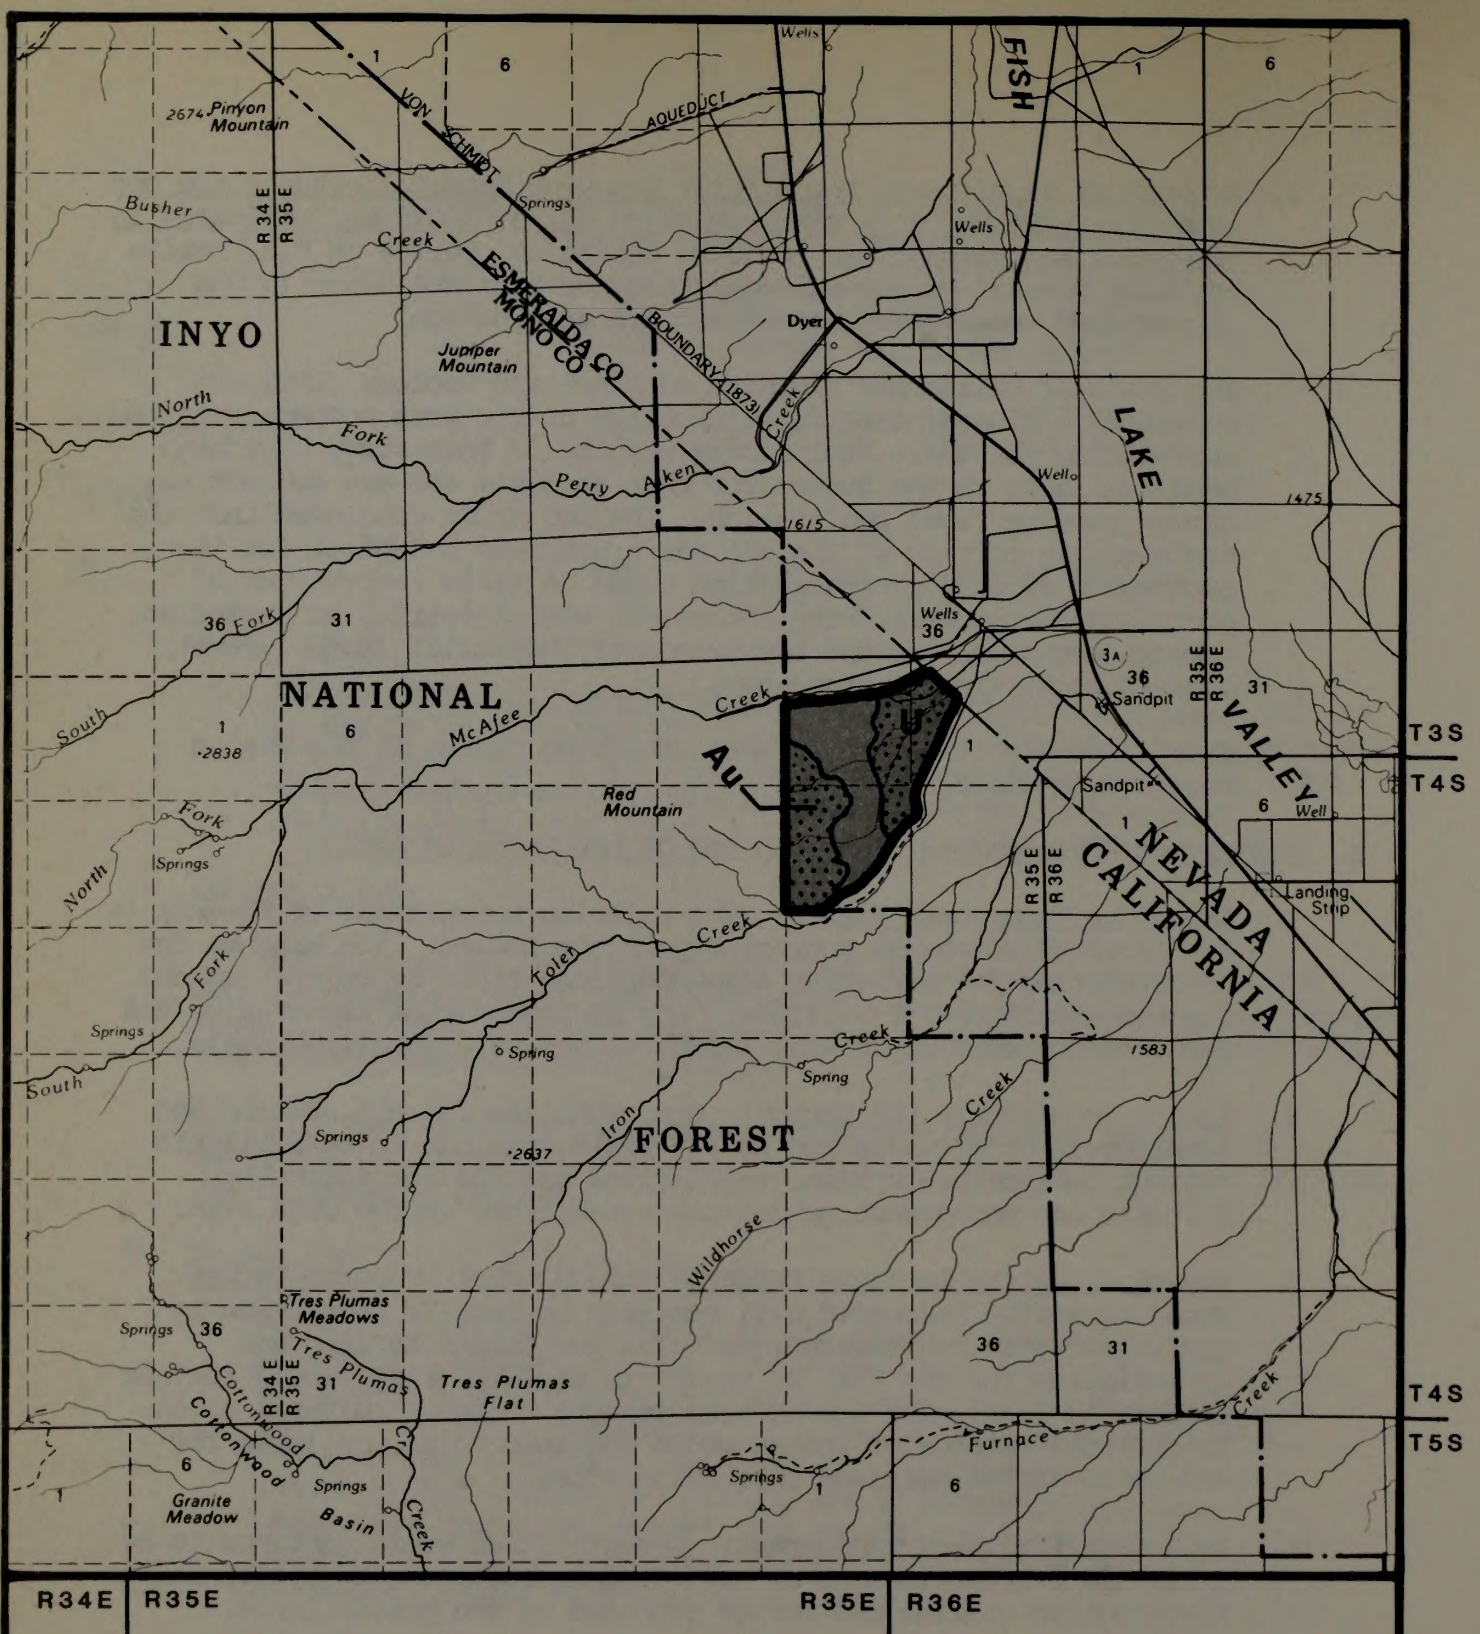 Wells
FISH
1
6
1
6
VON SCHMIDT
2674 Pinyon
Mountain
AQUEDUCT
R 34 E
R 35 E
Busher
Creek
Springs
Wells
ESMERALDA CO
MONO CO
BOUNDARY (1873)
Dyer
INYO
Juniper
Mountain
North
Fork
Perry Aiken
Creek
LAKE
Well
1475
1615
36
Fork
31
Wells
36
3A
36
Sandpit
R 35 E
R 36 E
31
VALLEY
NATIONAL
South
1
2838
6
McAfee
Creek
U
1
T3S
T4S
Au
Red
Mountain
Sandpit
6
Well
1
NEVADA
CALIFORNIA
R 35 E
R 36 E
Fork
Springs
North
Landing
Strip
Fork
Toler
Creek
Springs
South
Spring
Creek
Spring
1583
Creek
Iron
FOREST
Springs
2637
Wildhorse
Tres Plumas
Meadows
Springs
36
Tres Plumas
R 34 E
R 35 E
31
Tres Plumas
Flat
36
31
Creek
T4S
T5S
Cottonwood
Cottonwood
Cr
Furnace
6
1
Springs
Springs
1
6
Granite
Meadow
Basin
Creek
R34E
R35E
R35E
R36E